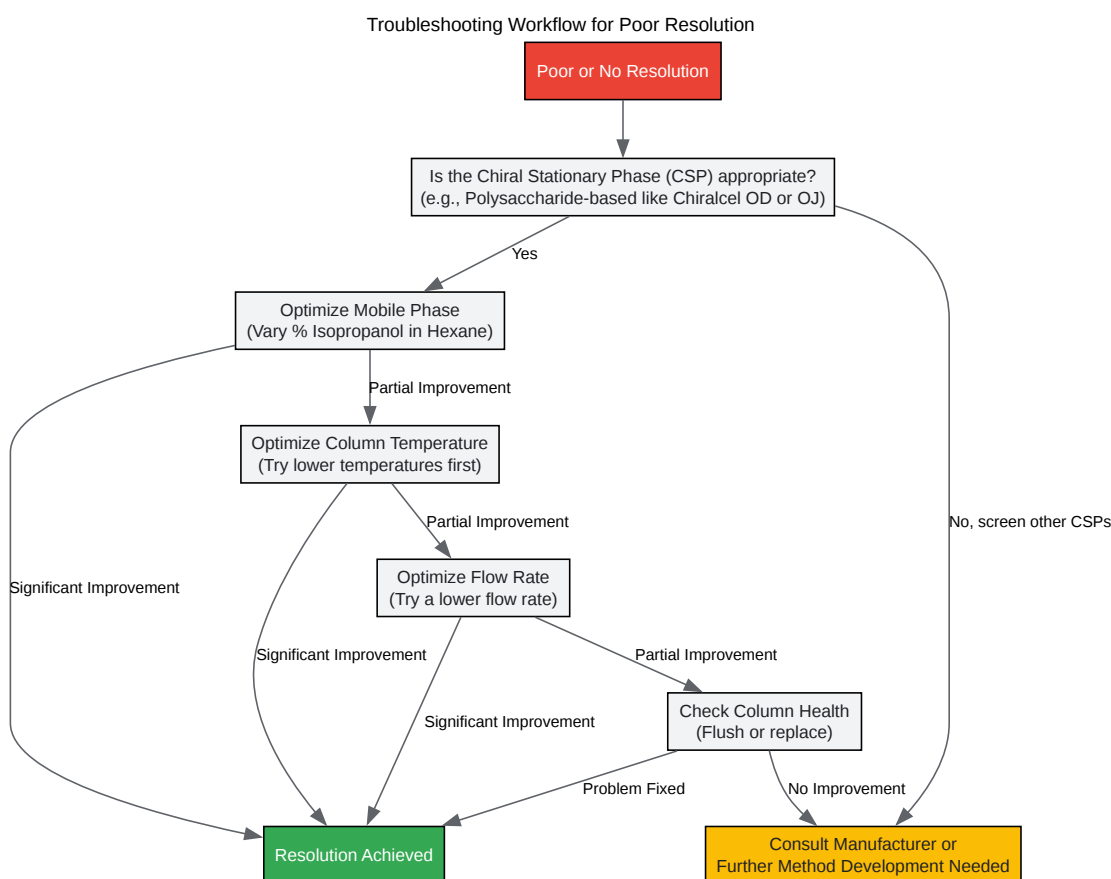 Troubleshooting Workflow for Poor Resolution
Poor or No Resolution
Is the Chiral Stationary Phase (CSP) appropriate?
(e.g., Polysaccharide-based like Chiralcel OD or OJ)
Yes
Optimize Mobile Phase
(Vary % Isopropanol in Hexane)
Partial Improvement
Optimize Column Temperature
(Try lower temperatures first)
Partial Improvement
No, screen other CSPs
Optimize Flow Rate
(Try a lower flow rate)
Significant Improvement
Significant Improvement
Partial Improvement
Check Column Health
(Flush or replace)
Significant Improvement
Problem Fixed
No Improvement
Resolution Achieved
Consult Manufacturer or
Further Method Development Needed